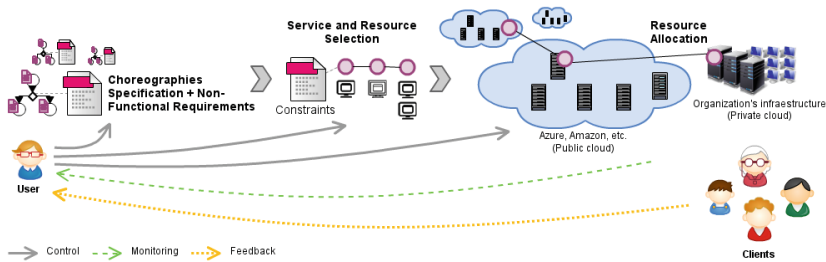 Service and Resource
Selection
Resource
Allocation
Choreographies
Specification + Non-
Functional Requirements
Constraints
Organization's infraestructure
(Private cloud)
Azure, Amazon, etc.
(Public cloud)
User
Clients
Control
Monitoring
Feedback